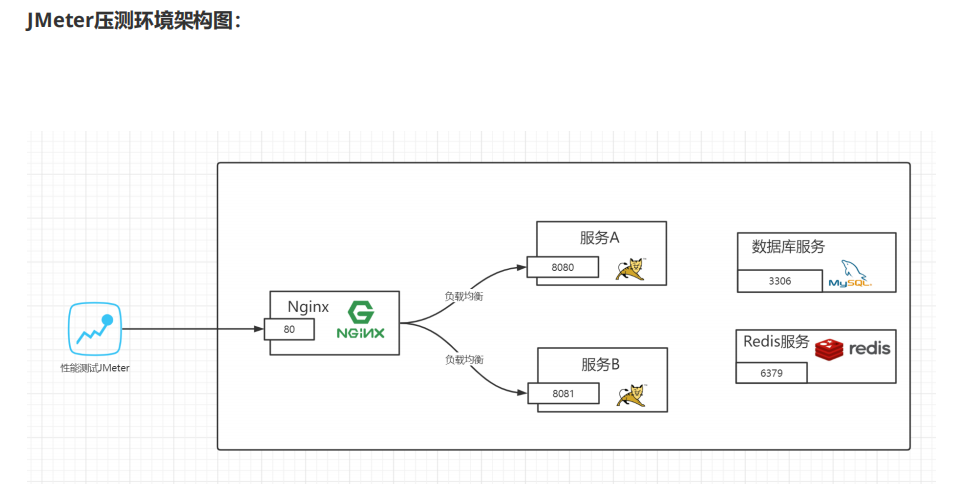 JMeter压测环境架构图：
服务A
8080
数据库服务
3306
MySQL
负载均衡
Nginx
80
NGINX
Redis服务
redis
6379
性能测试JMeter
负载均衡
服务B
8081